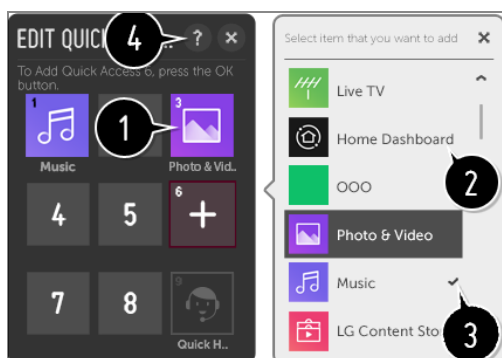 EDIT QUIC
4
..
?
×
To Add Quick Access 6, press the OK
button.
1
3
1
Music
Photo & Vid..
4
5
6
+
7
8
9
Quick H..
Select item that you want to add
×
Live TV
Home Dashboard
2
OOO
Photo & Video
Music
LG Content Sto
3